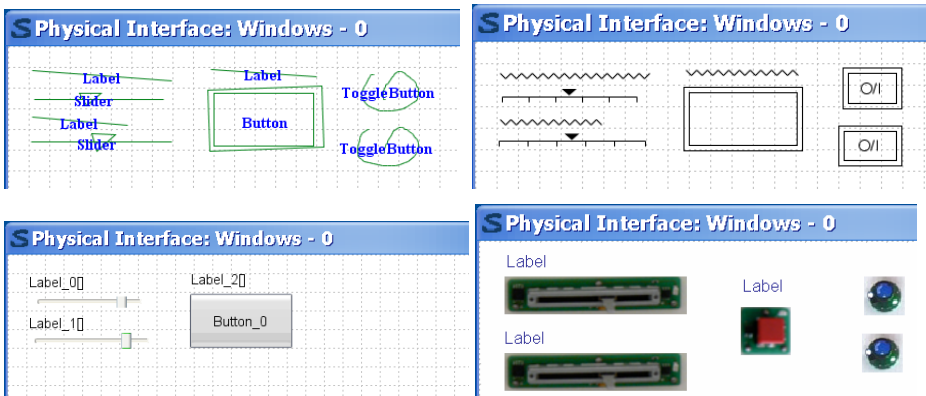 Physical Interface: Windows - 0
Label
Slider
Label
Slider
Label
Button
ToggleButton
ToggleButton
Physical Interface: Windows - 0
O/I
O/I
Physical Interface: Windows - 0
Label_0[]
Label_1[]
Label_2[]
Button_0
Physical Interface: Windows - 0
Label
Label
Label